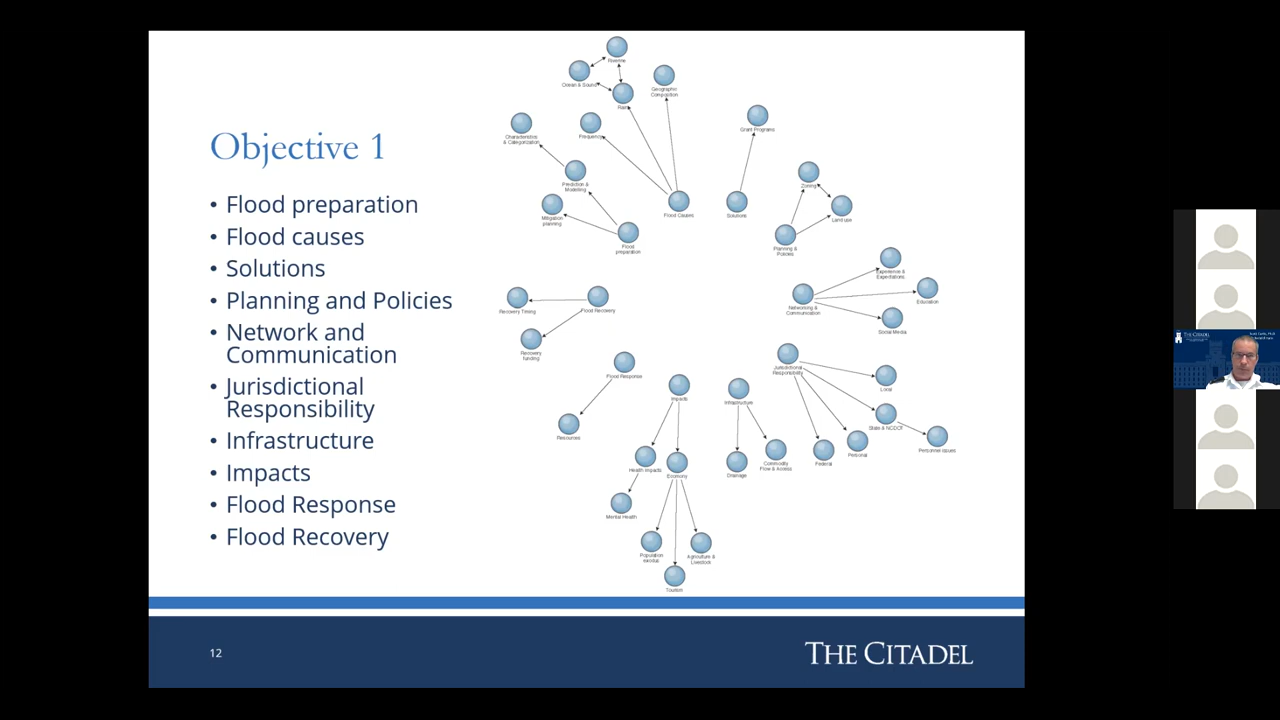 Objective 1
• Flood preparation
• Flood causes
• Solutions
• Planning and Policies
• Network and
Communication
• Jurisdictional
Responsibility
• Infrastructure
• Impacts
• Flood Response
• Flood Recovery
Riverine
Ocean & Sound
Rain
Geographic
Composition
Characteristics
& Categorization
Frequency
Prediction &
Modeling
Mitigation
planning
Flood
preparation
Flood Causes
Grant Programs
Solutions
Zoning
Land use
Planning &
Policies
Experience &
Expectations
Networking &
Communication
Education
Social Media
Recovery Timing
Flood Recovery
Recovery
funding
Flood Response
Resources
Impacts
Health Impacts
Economy
Mental Health
Population
exodus
Agriculture &
Livestock
Tourism
Infrastructure
Drainage
Commodity
Flow & Access
Jurisdictional
Responsibility
Local
State & NCDOT
Personnel issues
Personal
Federal
12
THE CITADEL
THE CITADEL